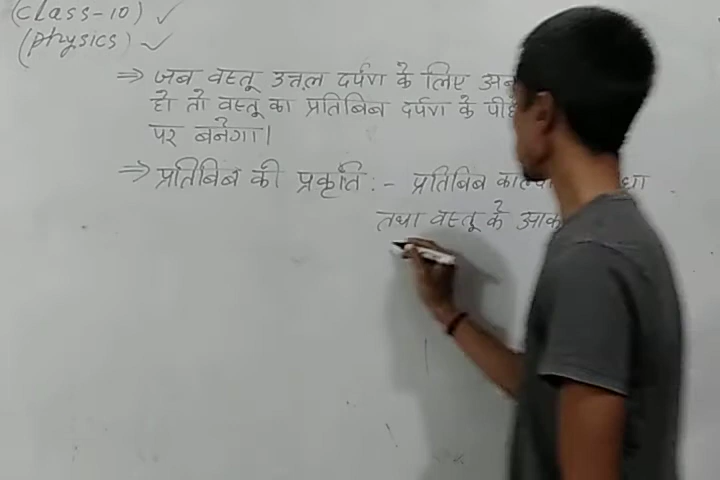 (Class-10) ✓
(Physics) ✓
⇒ जब वस्तू उत्तल दर्पण के लिए
हो तो वस्तू का प्रतिबिंब दर्पण के
पर बनेगा।
⇒ प्रतिबिंब की प्रकृति :- प्रतिबिंब
तथा वस्तू के